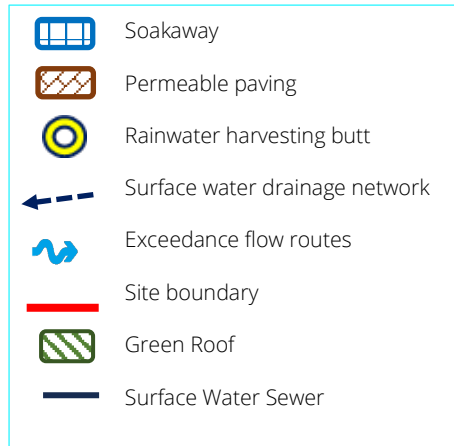 Soakaway
Permeable paving
Rainwater harvesting butt
Surface water drainage network
Exceedance flow routes
Site boundary
Green Roof
Surface Water Sewer